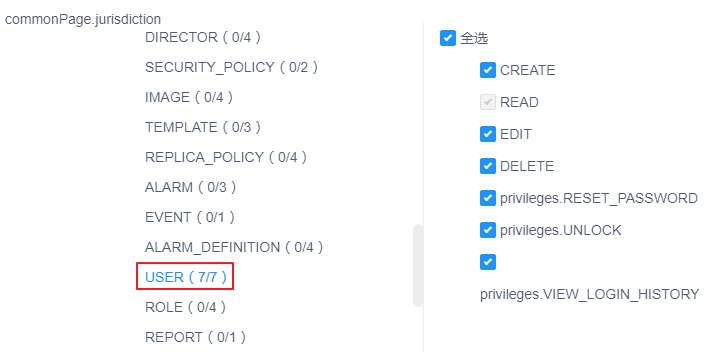 commonPage.jurisdiction
DIRECTOR ( 0/4 )
SECURITY_POLICY ( 0/2 )
IMAGE ( 0/4 )
TEMPLATE ( 0/3 )
REPLICA_POLICY ( 0/4 )
ALARM ( 0/3 )
EVENT ( 0/1 )
ALARM_DEFINITION ( 0/4 )
USER ( 7/7 )
ROLE ( 0/4 )
REPORT ( 0/1 )
全选
CREATE
READ
EDIT
DELETE
privileges.RESET_PASSWORD
privileges.UNLOCK
privileges.VIEW_LOGIN_HISTORY